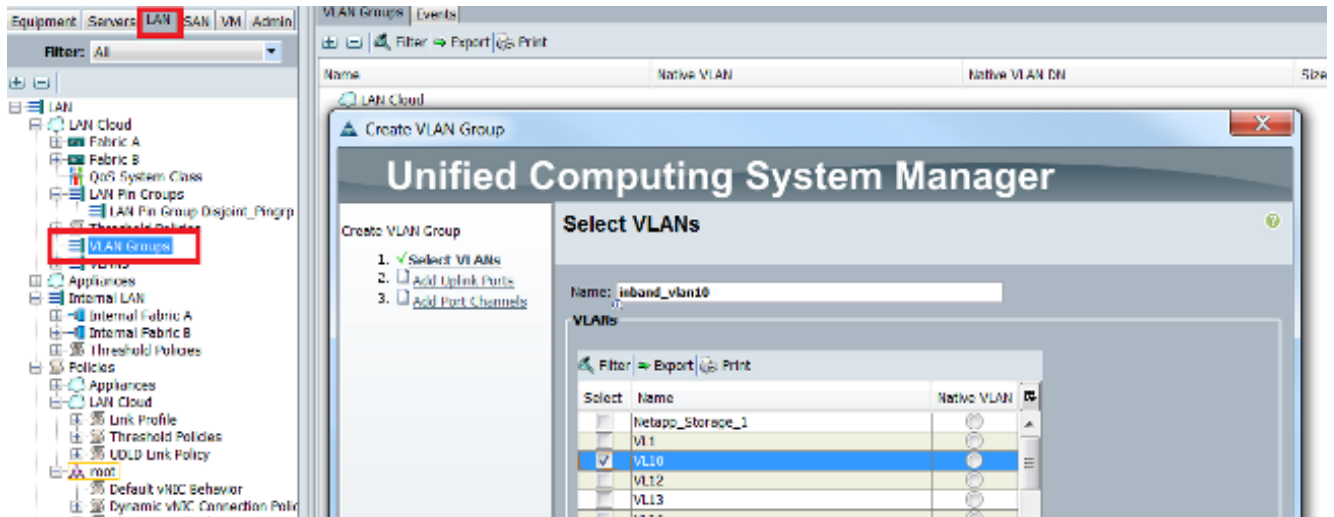 Equipment Servers LAN SAN VM Admin
Filter: All
LAN
LAN Cloud
Fabric A
Fabric B
QoS System Class
LAN Pin Groups
LAN Pin Group Disjoint_Pingrp
Threshold Policies
VLAN Groups
VLANs
Appliances
Internal LAN
Internal Fabric A
Internal Fabric B
Threshold Policies
Policies
Appliances
LAN Cloud
Link Profile
Threshold Policies
UDLD Link Policy
root
Default vNIC Behavior
Dynamic vNIC Connection Polic
VLAN Groups Events
Filter Export Print
Name Native VLAN Native VLAN DN Size
LAN Cloud
Create VLAN Group
Unified Computing System Manager
Create VLAN Group
1. Select VLANs
2. Add Uplink Ports
3. Add Port Channels
Select VLANs
Name: inband_vlan10
VLANs
Filter Export Print
Select Name Native VLAN
Netapp_Storage_1
VL1
VL10
VL12
VL13